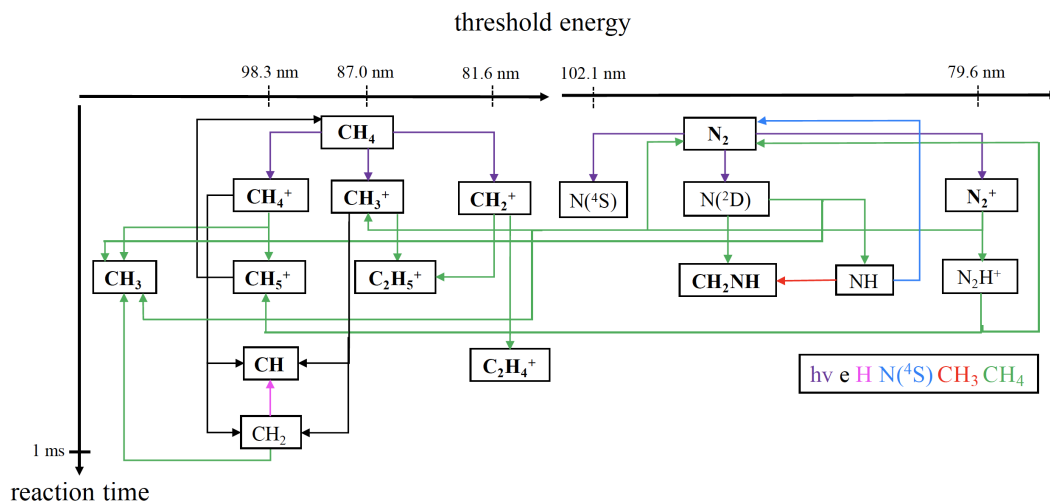 threshold energy
98.3 nm 87.0 nm 81.6 nm 102.1 nm 79.6 nm
CH₄ N₂
CH₄⁺ CH₃⁺ CH₂⁺ N(⁴S) N(²D) N₂⁺
CH₃ CH₅⁺ C₂H₅⁺ CH₂NH NH N₂H⁺
CH C₂H₄⁺
hν e H N(⁴S) CH₃ CH₄
CH₂
1 ms
reaction time